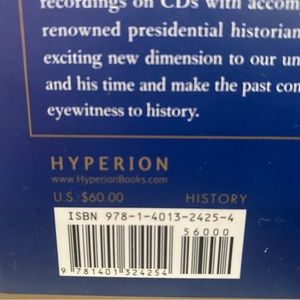 recordings on CDs with accom
renowned presidential historian
exciting new dimension to our un
and his time and make the past con
eyewitness to history.
HYPERION
www.HyperionBooks.com
U.S. $60.00 HISTORY
ISBN 978-1-4013-2425-4
56000
9 781401 324254